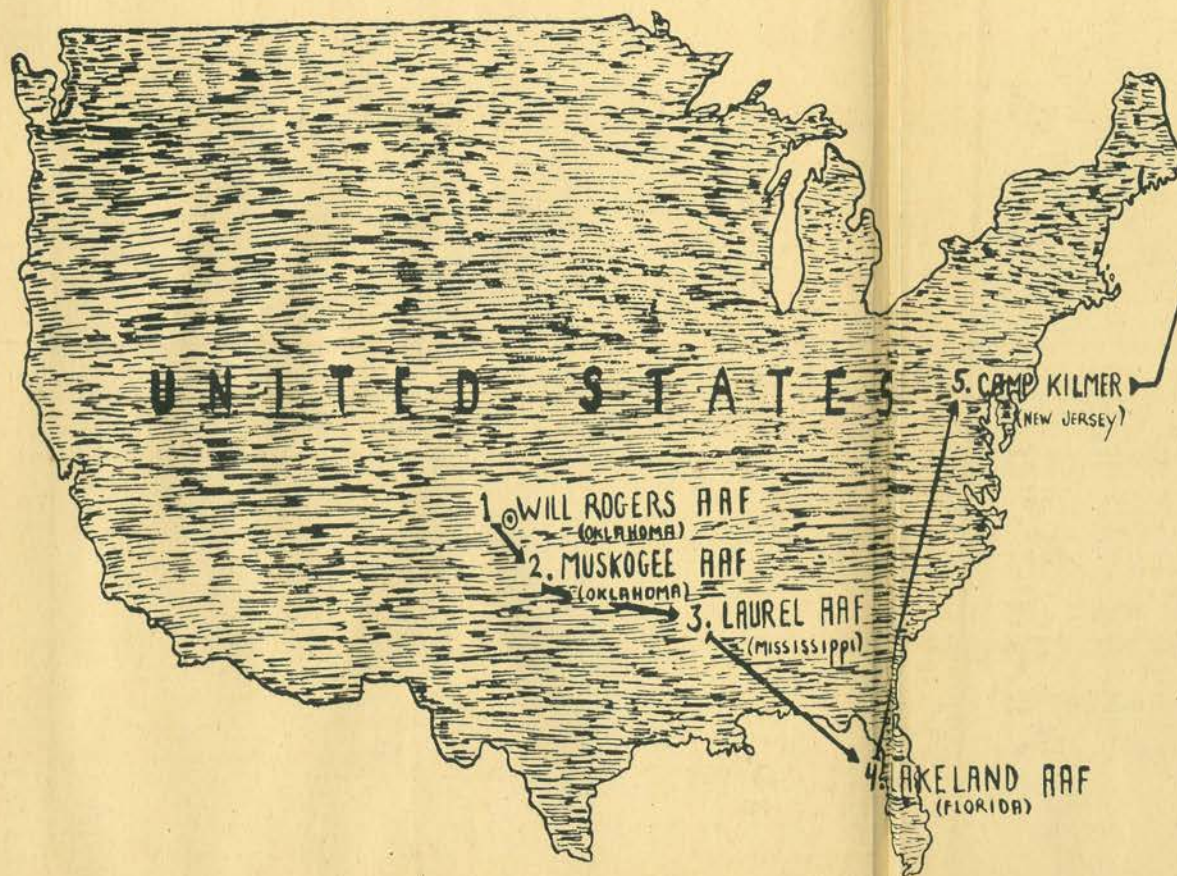 UNITED STATES
1. WILL ROGERS AAF
(OKLAHOMA)
2. MUSKOGEE AAF
(OKLAHOMA)
3. LAUREL AAF
(MISSISSIPPI)
4. LAKELAND AAF
(FLORIDA)
5. CAMP KILMER
(NEW JERSEY)